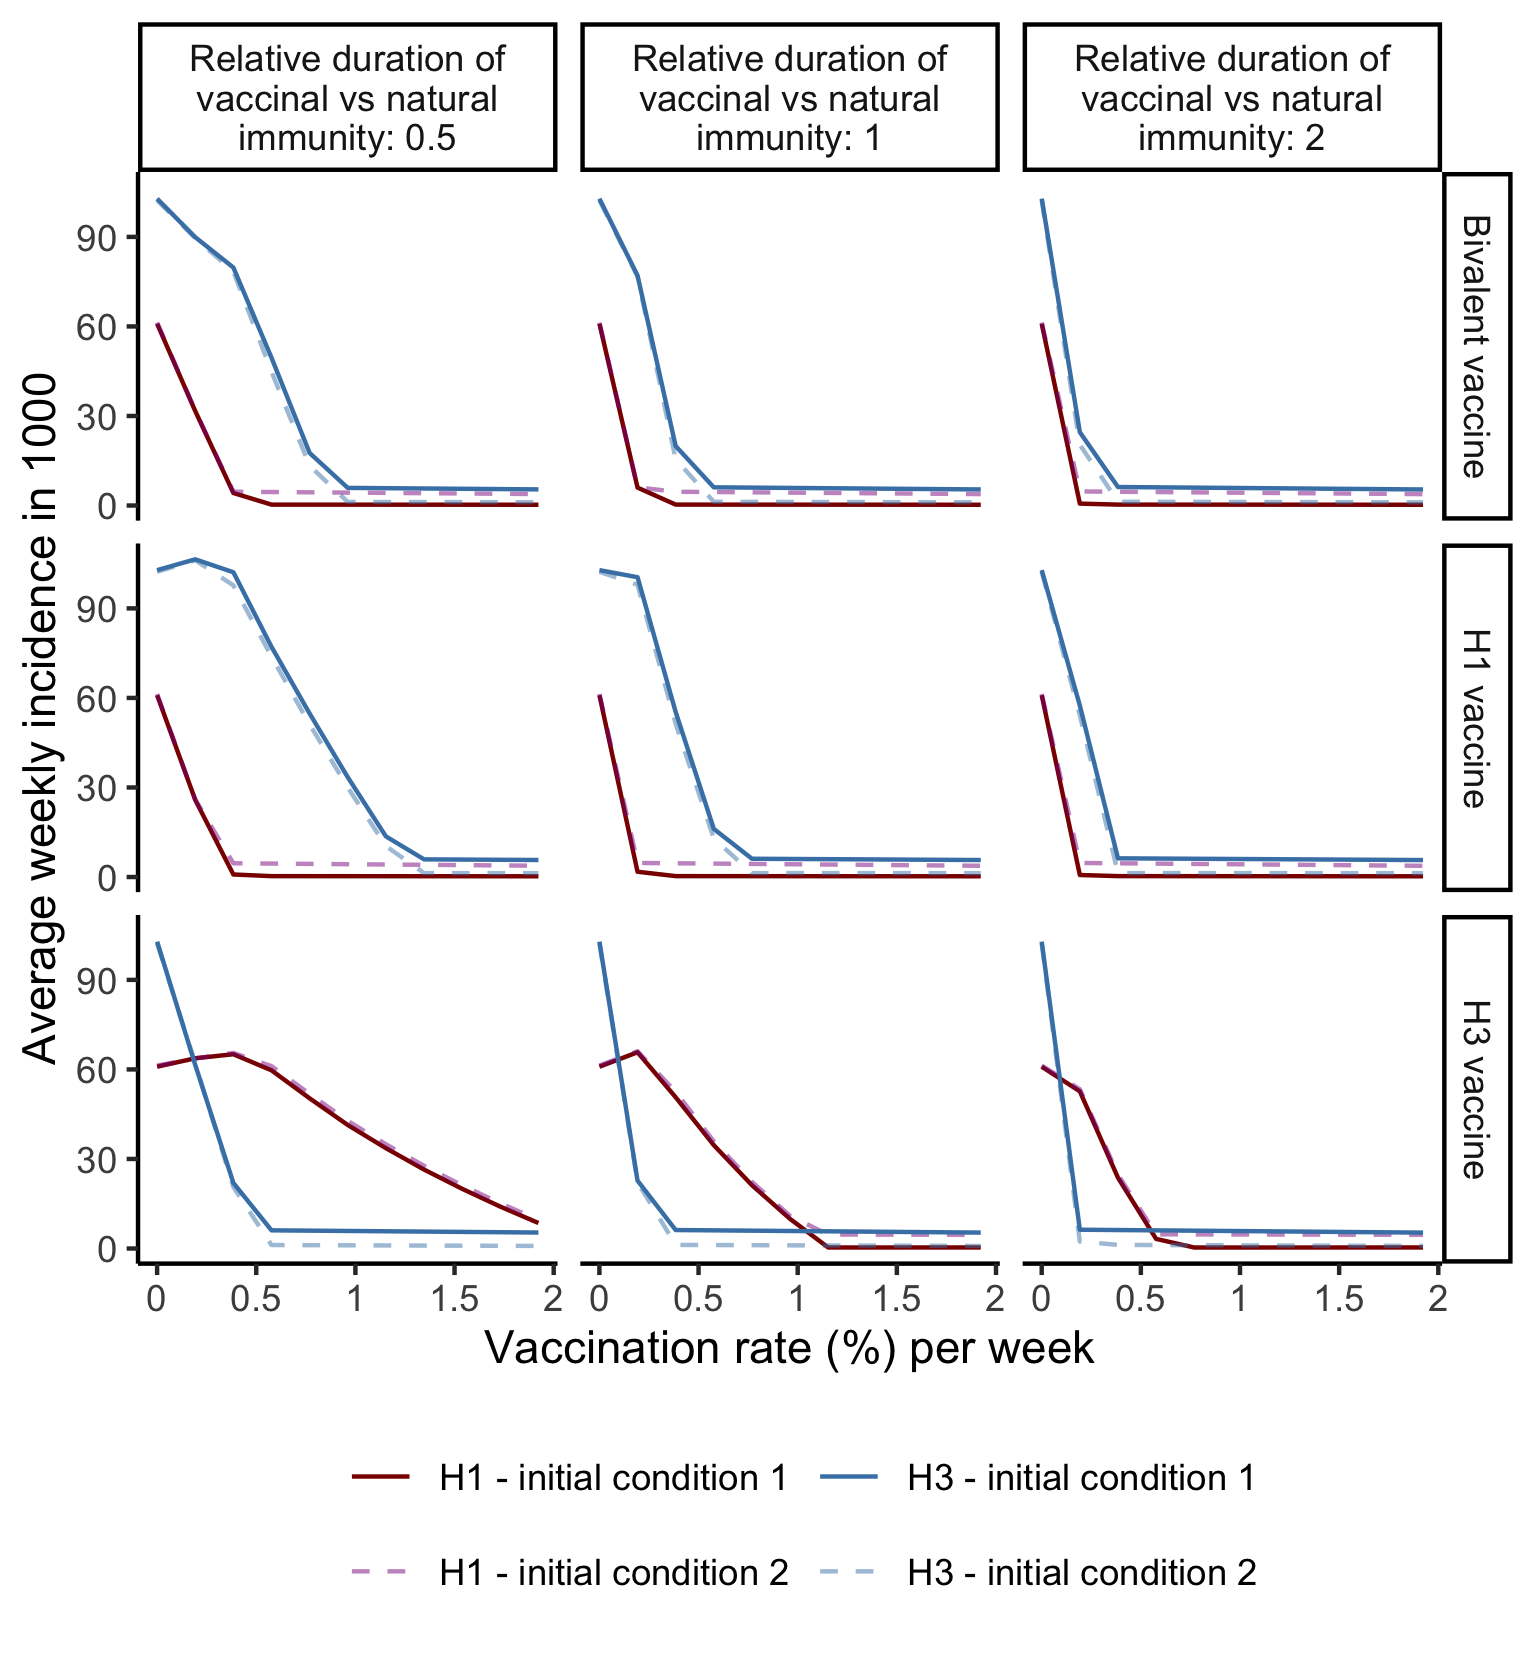 Relative duration of
vaccinal vs natural
immunity: 0.5
Relative duration of
vaccinal vs natural
immunity: 1
Relative duration of
vaccinal vs natural
immunity: 2
Average weekly incidence in 1000
90
60
30
0
Bivalent vaccine
90
60
30
0
H1 vaccine
90
60
30
0
H3 vaccine
0 0.5 1 1.5 2
0 0.5 1 1.5 2
0 0.5 1 1.5 2
Vaccination rate (%) per week
H1 - initial condition 1
H3 - initial condition 1
H1 - initial condition 2
H3 - initial condition 2